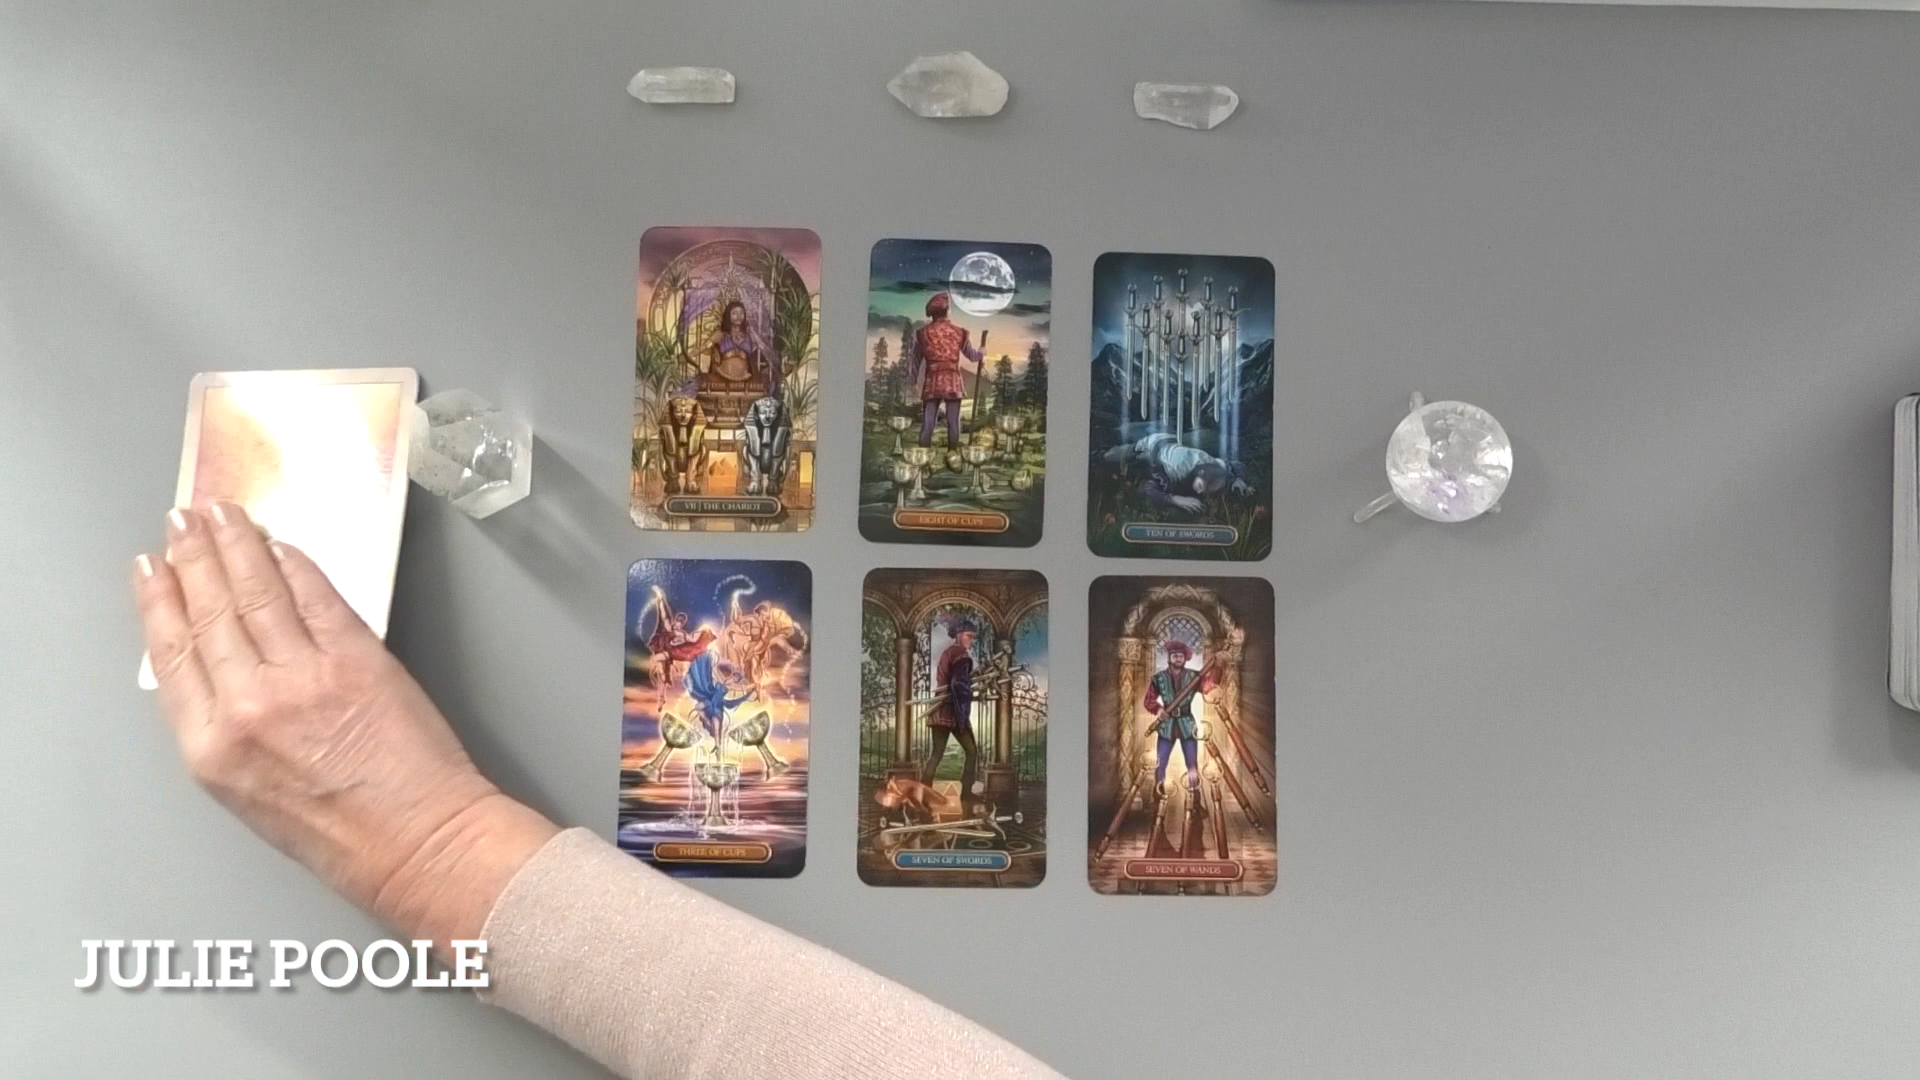 VII | THE CHARIOT
EIGHT OF CUPS
TEN OF SWORDS
THREE OF CUPS
SEVEN OF SWORDS
SEVEN OF WANDS
JULIE POOLE